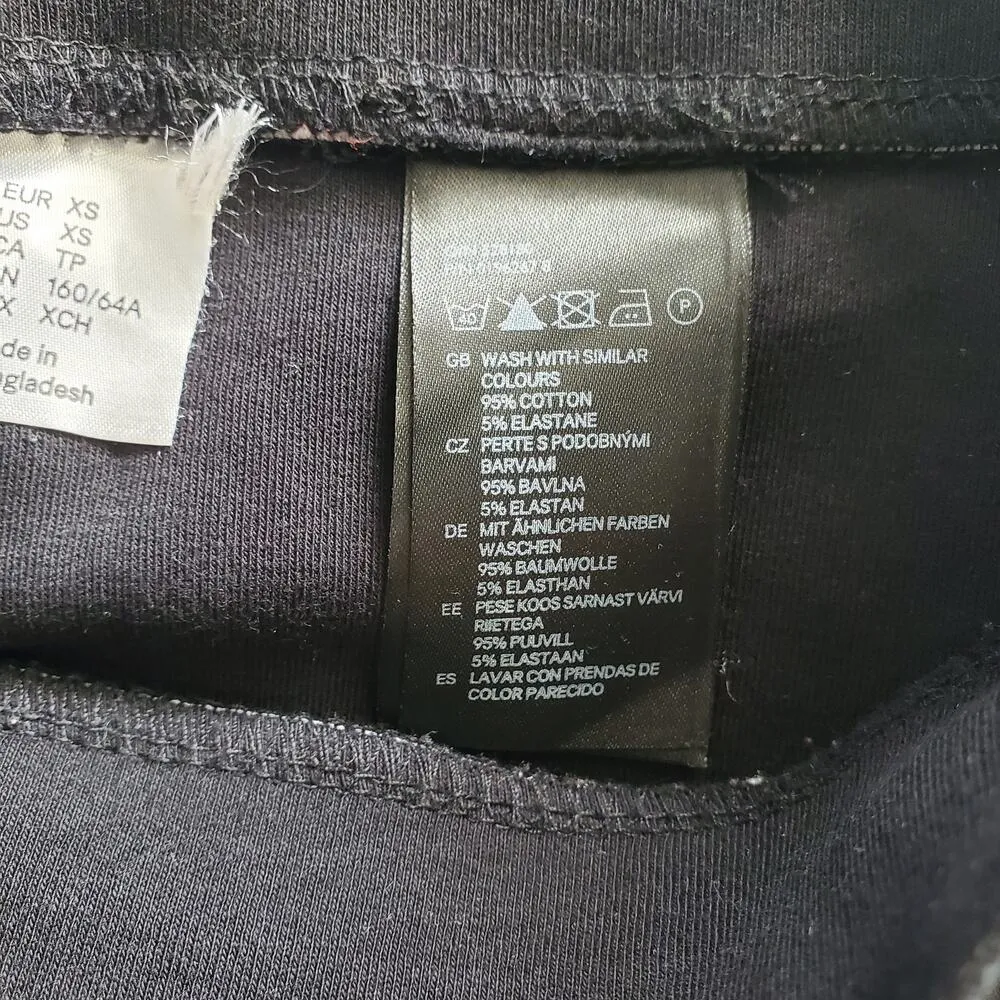 EUR XS
US XS
CA TP
160/64A
XCH
de in
gladesh
P
GB WASH WITH SIMILAR
COLOURS
95% COTTON
5% ELASTANE
CZ PERTE S PODOBNÝMI
BARVAMI
95% BAVLNA
5% ELASTAN
DE MIT ÄHNLICHEN FARBEN
WASCHEN
95% BAUMWOLLE
5% ELASTHAN
EE PESE KOOS SARNAST VÄRVI
RIIETEGA
95% PUUVILL
5% ELASTAAN
ES LAVAR CON PRENDAS DE
COLOR PARECIDO